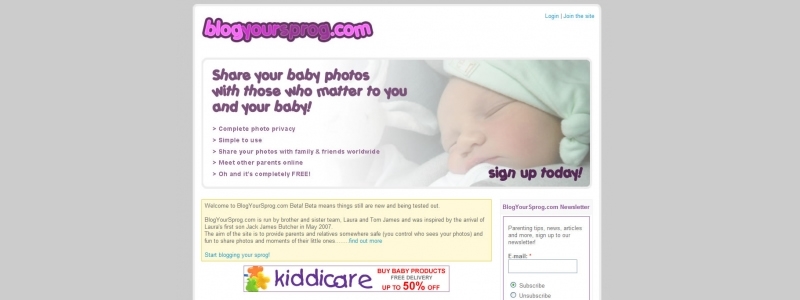 Login | Join the site
blogyoursprog.com
Share your baby photos
with those who matter to you
and your baby!
> Complete photo privacy
> Simple to use
> Share your photos with family & friends worldwide
> Meet other parents online
> Oh and it's completely FREE!
sign up today!
Welcome to BlogYourSprog.com Beta! Beta means things still are new and being tested out.
BlogYourSprog.com is run by brother and sister team, Laura and Tom James and was inspired by the arrival of
Laura's first son Jack James Butcher in May 2007.
The aim of the site is to provide parents and relatives somewhere safe (you control who sees your photos) and
fun to share photos and moments of their little ones ....... find out more
Start blogging your sprog!
kiddicare
BUY BABY PRODUCTS
FREE DELIVERY
UP TO 50% OFF
BlogYourSprog.com Newsletter
Parenting tips, news, articles
and more, sign up to our
newsletter!
E-mail: *
Subscribe
Unsubscribe